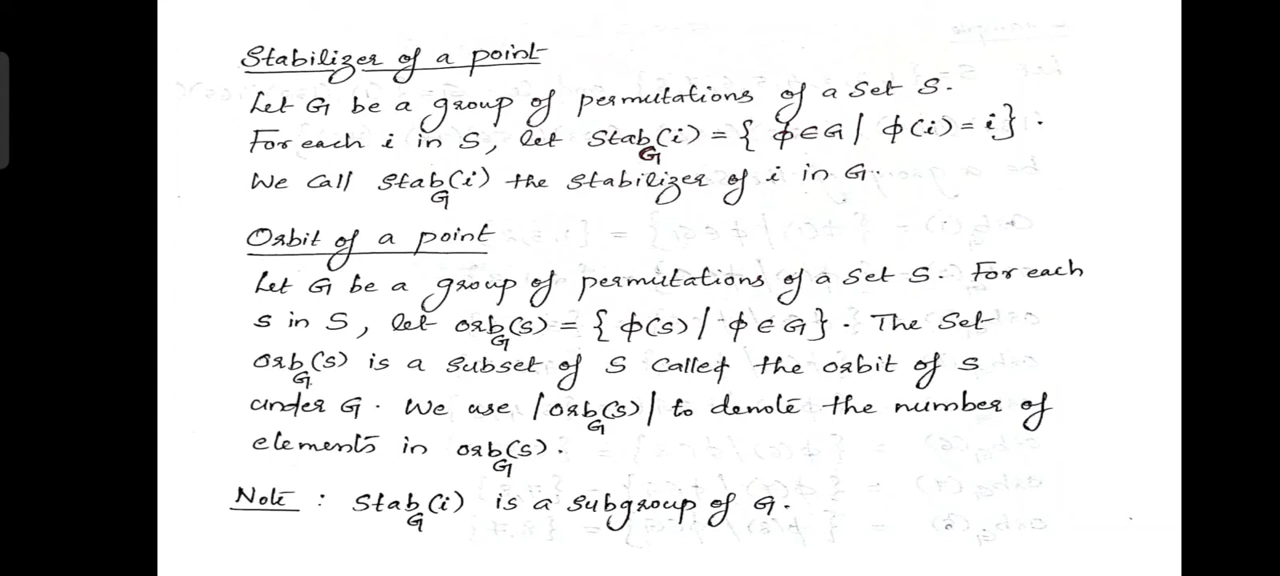 Stabilizer of a point
Let G be a group of permutations of a set S.
For each i in S, let Stab_G(i) = { ϕ ∈ G / ϕ(i) = i }.
We call Stab_G(i) the stabilizer of i in G.
Orbit of a point
Let G be a group of permutations of a set S. For each
s in S, let orb_G(s) = { ϕ(s) / ϕ ∈ G }. The set
orb_G(s) is a subset of S called the orbit of s
under G. We use |orb_G(s)| to denote the number of
elements in orb_G(s).
Note : Stab_G(i) is a subgroup of G.